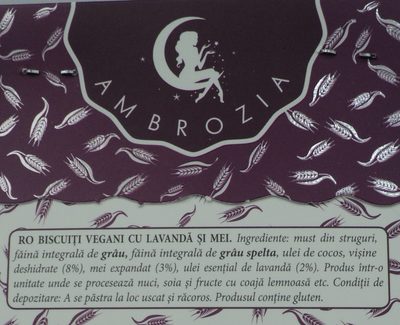 AMBROZIA
RO BISCUIȚI VEGANI CU LAVANDĂ ȘI MEI. Ingrediente: must din struguri,
făină integrală de grâu, făină integrală de grâu spelta, ulei de cocos, vișine
deshidrate (8%), mei expandat (3%), ulei esențial de lavandă (2%). Produs într-o
unitate unde se procesează nuci, soia și fructe cu coajă lemnoasă etc. Condiții de
depozitare: A se păstra la loc uscat și răcoros. Produsul conține gluten.